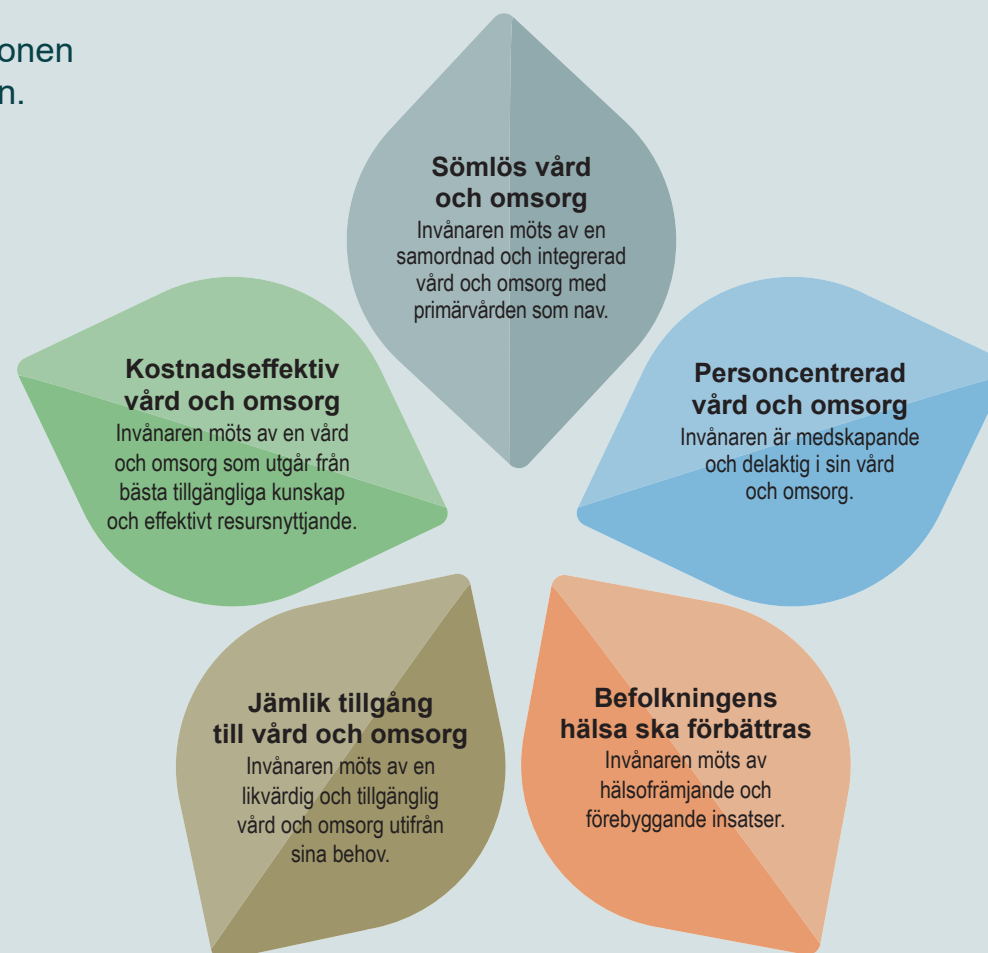 onen
n.
Sömlös vård
och omsorg
Invånaren möts av en
samordnad och integrerad
vård och omsorg med
primärvården som nav.
Kostnadseffektiv
vård och omsorg
Invånaren möts av en vård
och omsorg som utgår från
bästa tillgängliga kunskap
och effektivt resursnyttjande.
Personcentrerad
vård och omsorg
Invånaren är medskapande
och delaktig i sin vård
och omsorg.
Jämlik tillgång
till vård och omsorg
Invånaren möts av en
likvärdig och tillgänglig
vård och omsorg utifrån
sina behov.
Befolkningens
hälsa ska förbättras
Invånaren möts av
hälsofrämjande och
förebyggande insatser.